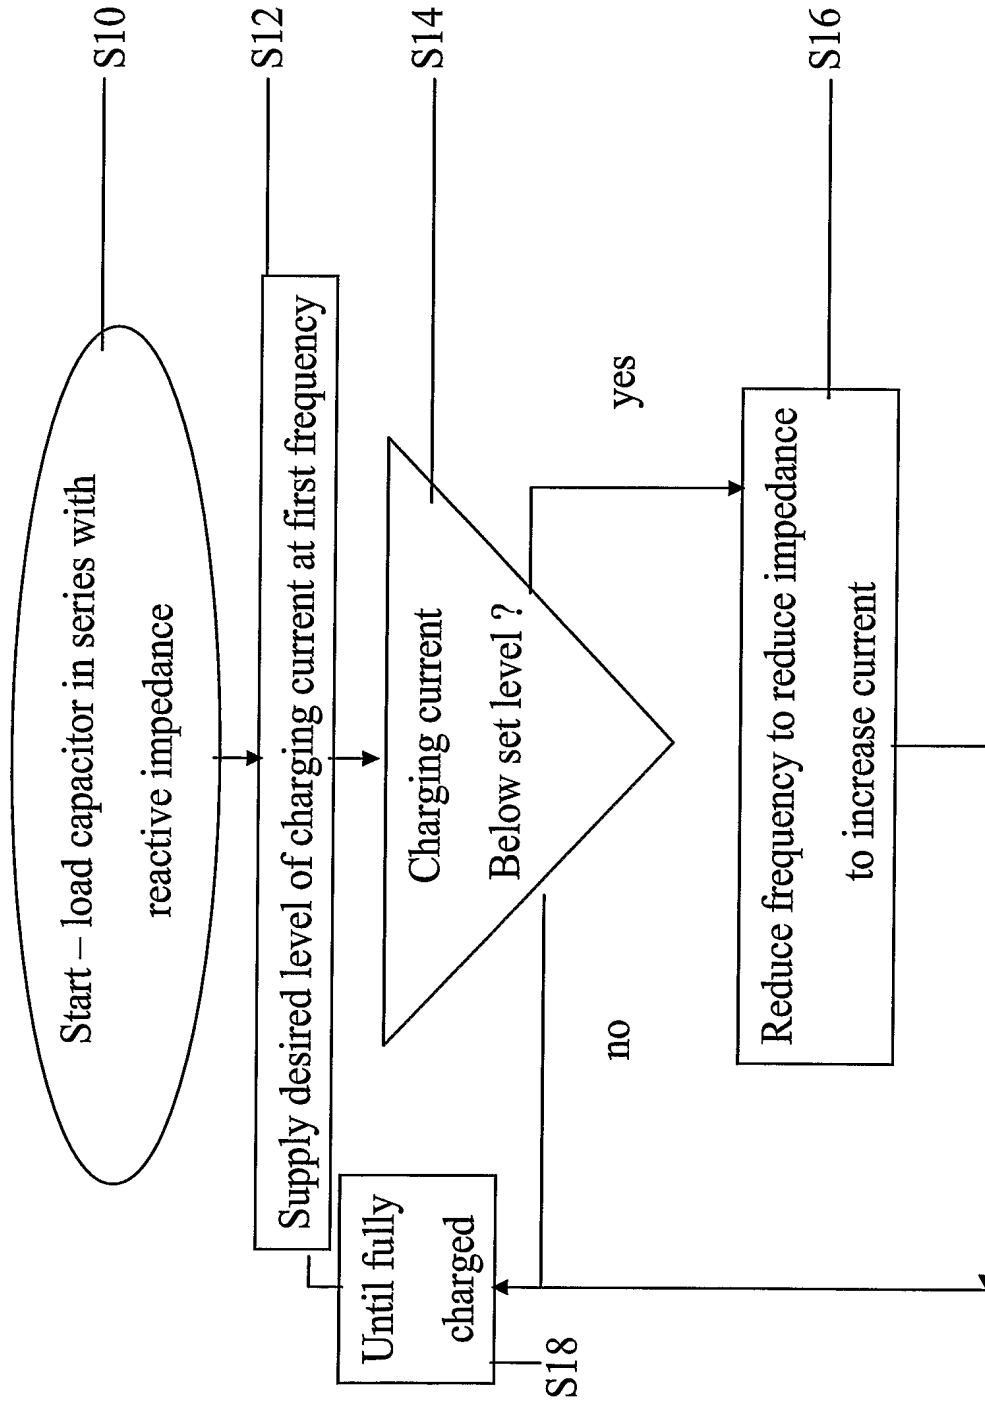 Start – load capacitor in series with
reactive impedance
S10
Supply desired level of charging current at first frequency
S12
Charging current
Below set level ?
S14
yes
no
Reduce frequency to reduce impedance
to increase current
S16
Until fully
charged
S18